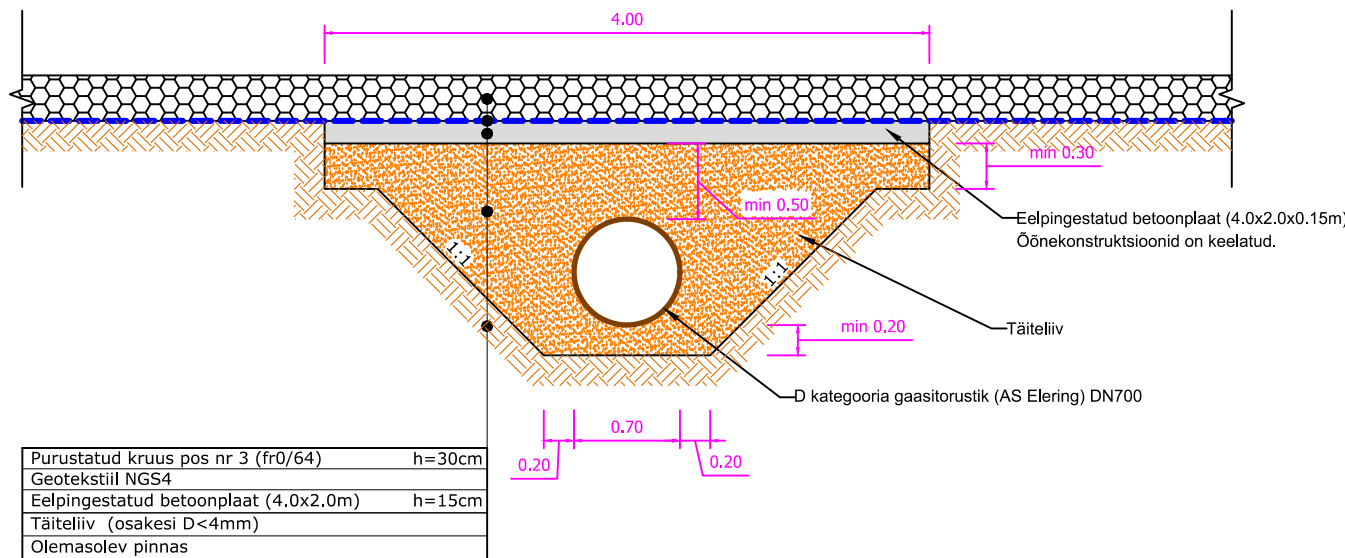 4.00
min 0.30
min 0.50
Eelpingestatud betoonplaat (4.0x2.0x0.15m)
Õõnekonstruktsioonid on keelatud.
1:1
1:1
Täiteliiv
min 0,20
D kategooria gaasitorustik (AS Elering) DN700
0.70
0.20
0.20
Purustatud kruus pos nr 3 (fr0/64) h=30cm
Geotekstiil NGS4
Eelpingestatud betoonplaat (4.0x2.0m) h=15cm
Täiteliiv (osakesi D<4mm)
Olemasolev pinnas